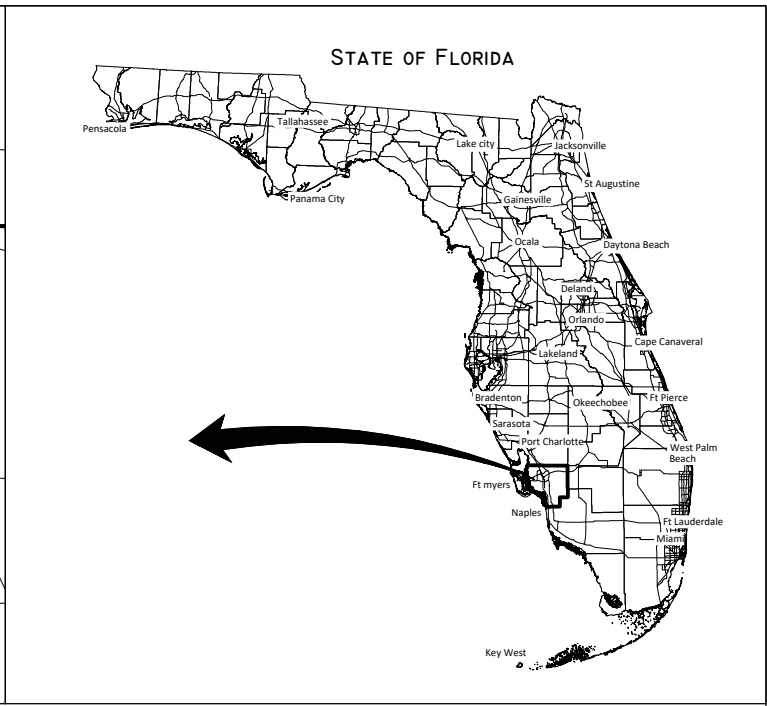 STATE OF FLORIDA
Pensacola
Tallahassee
Lake city
Jacksonville
St Augustine
Panama City
Gainesville
Ocala
Daytona Beach
Deland
Orlando
Cape Canaveral
Lakeland
Bradenton
Okeechobee
Ft Pierce
Sarasota
Port Charlotte
West Palm
Beach
Ft myers
Naples
Ft Lauderdale
Miami
Key West